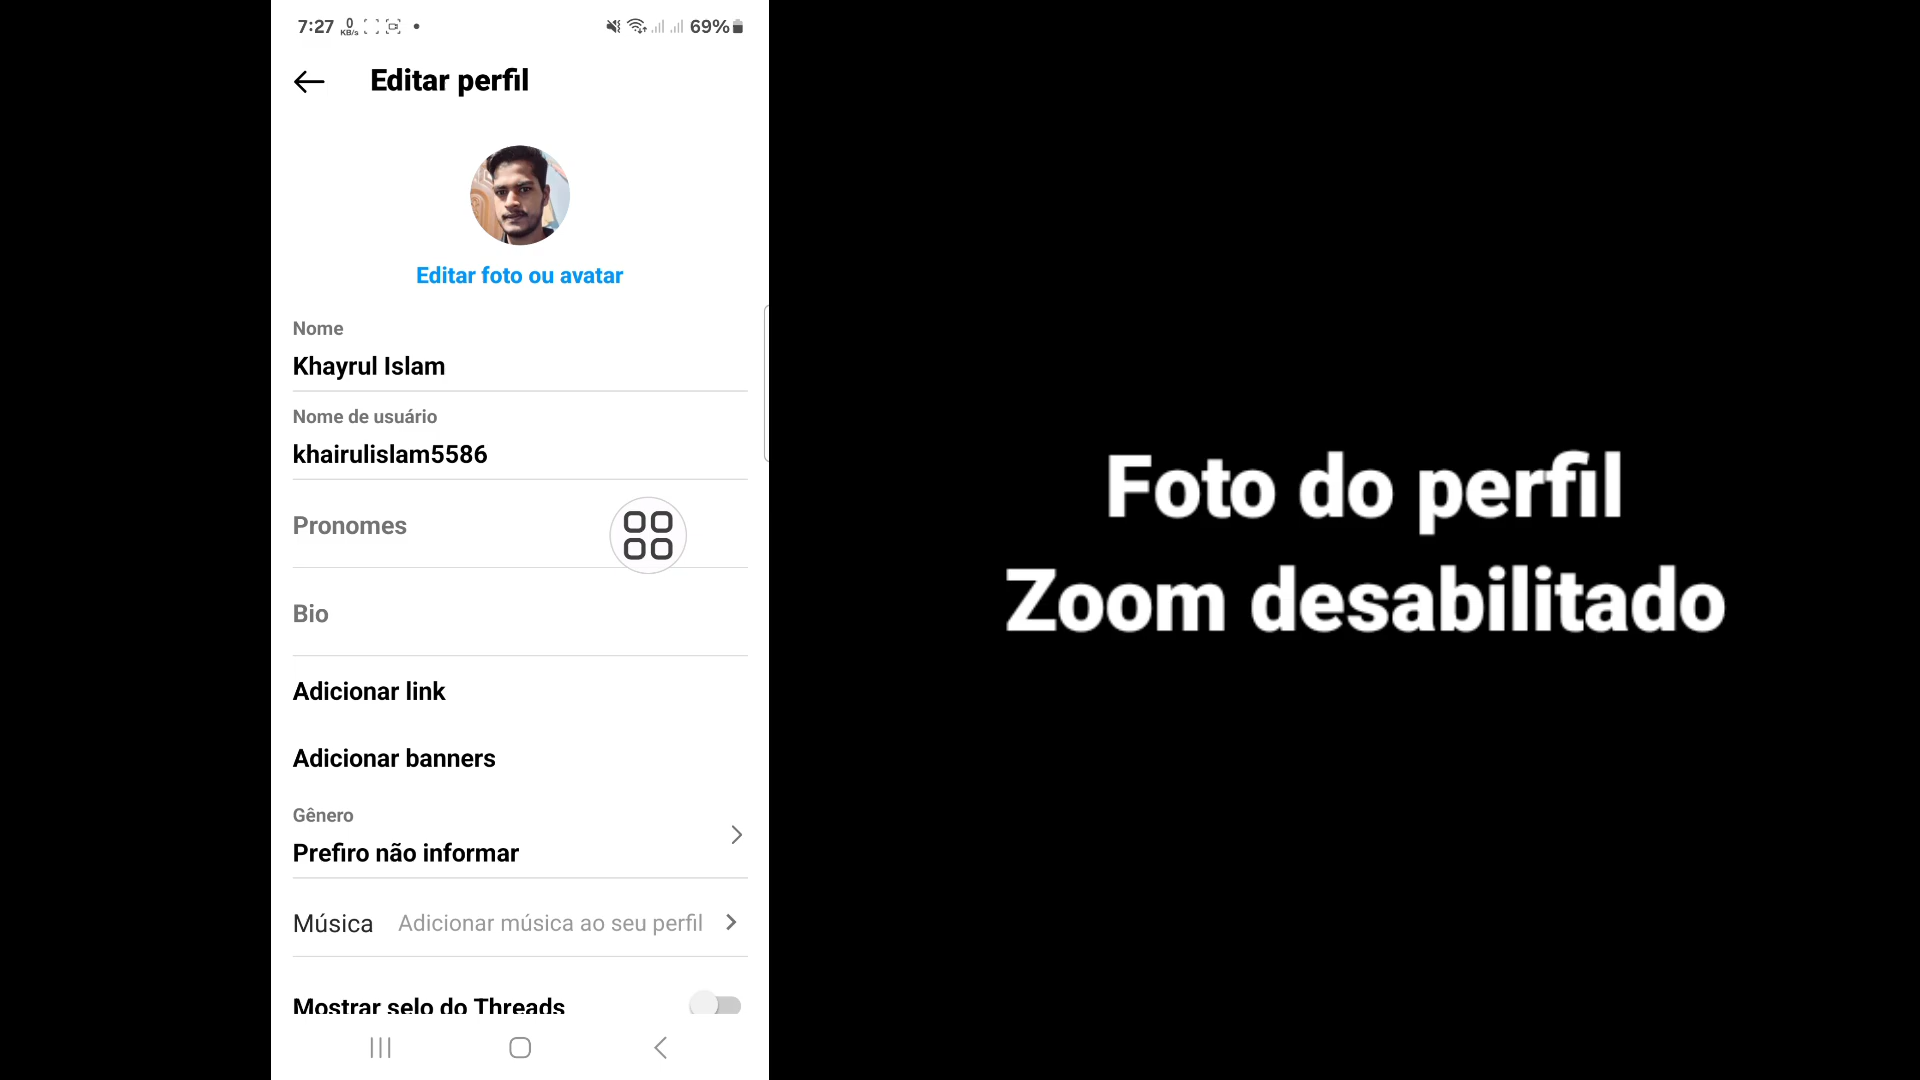 7:27 0 KB/s 69%
Editar perfil
Editar foto ou avatar
Nome
Khayrul Islam
Nome de usuário
khairulislam5586
Pronomes
Bio
Adicionar link
Adicionar banners
Gênero
Prefiro não informar
Música Adicionar música ao seu perfil
Mostrar selo do Threads
Foto do perfil
Zoom desabilitado